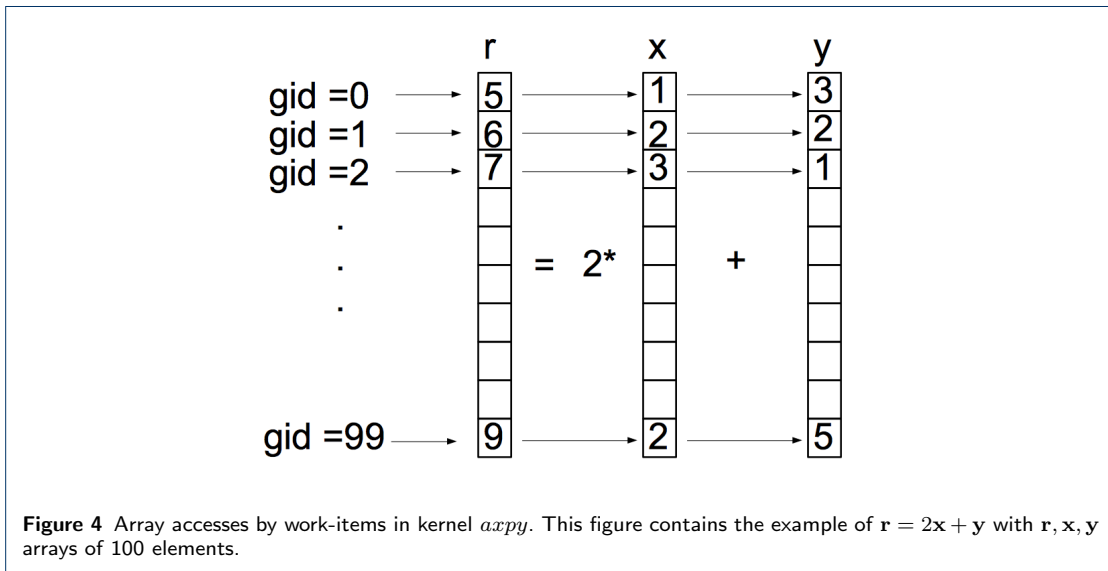 r x y
gid =0 5 1 3
gid =1 6 2 2
gid =2 7 3 1
.
. = 2* +
.
gid =99 9 2 5
Figure 4 Array accesses by work-items in kernel axpy. This figure contains the example of r = 2x + y with r, x, y
arrays of 100 elements.